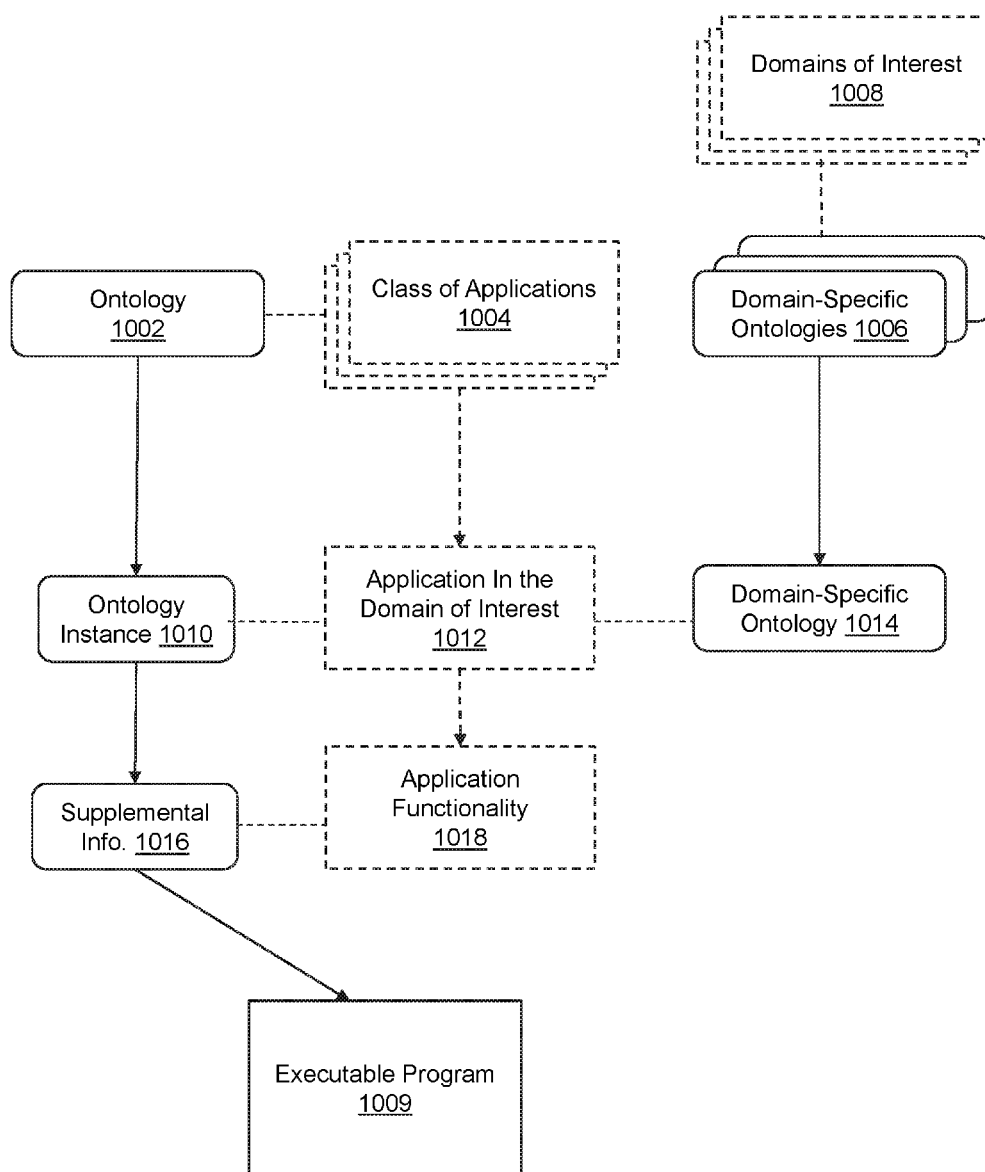 Domains of Interest
1008
Ontology
1002
Class of Applications
1004
Domain-Specific
Ontologies 1006
Ontology
Instance 1010
Application In the
Domain of Interest
1012
Domain-Specific
Ontology 1014
Supplemental
Info. 1016
Application
Functionality
1018
Executable Program
1009